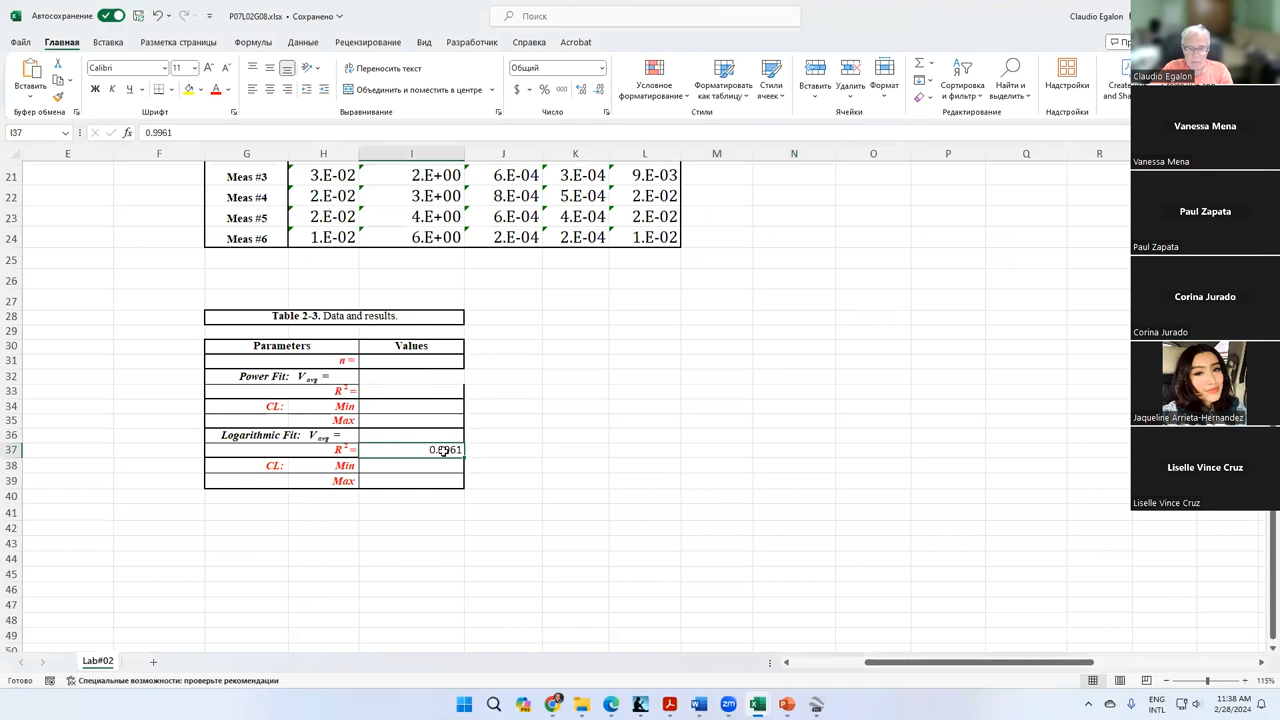 Автосохранение
P07L02G08.xlsx • Сохранено
Поиск
Claudio Egalon
Файл Главная Вставка Разметка страницы Формулы Данные Рецензирование Вид Разработчик Справка Acrobat
Вставить
Calibri 11
Ж К Ч
Переносить текст
Объединить и поместить в центре
Общий
% 000
Условное форматирование
Форматировать как таблицу
Стили ячеек
Вставить
Удалить
Формат
Сортировка и фильтр
Найти и выделить
Надстройки
Буфер обмена Шрифт Выравнивание Число Стили Ячейки Редактирование Надстройки
I37 fx 0.9961
E F G H I J K L M N O P Q R
21 Meas #3 3.E-02 2.E+00 6.E-04 3.E-04 9.E-03
22 Meas #4 2.E-02 3.E+00 8.E-04 5.E-04 2.E-02
23 Meas #5 2.E-02 4.E+00 6.E-04 4.E-04 2.E-02
24 Meas #6 1.E-02 6.E+00 2.E-04 2.E-04 1.E-02
25
26
27
28 Table 2-3. Data and results.
29
30 Parameters Values
31 n =
32 Power Fit: V avg =
33 R 2 =
34 CL: Min
35 Max
36 Logarithmic Fit: V avg =
37 R 2 = 0.9961
38 CL: Min
39 Max
40
41
42
43
44
45
46
47
48
49
50
Lab#02
Готово
Специальные возможности: проверьте рекомендации
115%
Claudio Egalon
Vanessa Mena
Vanessa Mena
Paul Zapata
Paul Zapata
Corina Jurado
Corina Jurado
Jaqueline Arrieta-Hernandez
Liselle Vince Cruz
Liselle Vince Cruz
zm
ENG
INTL
11:38 AM
2/28/2024